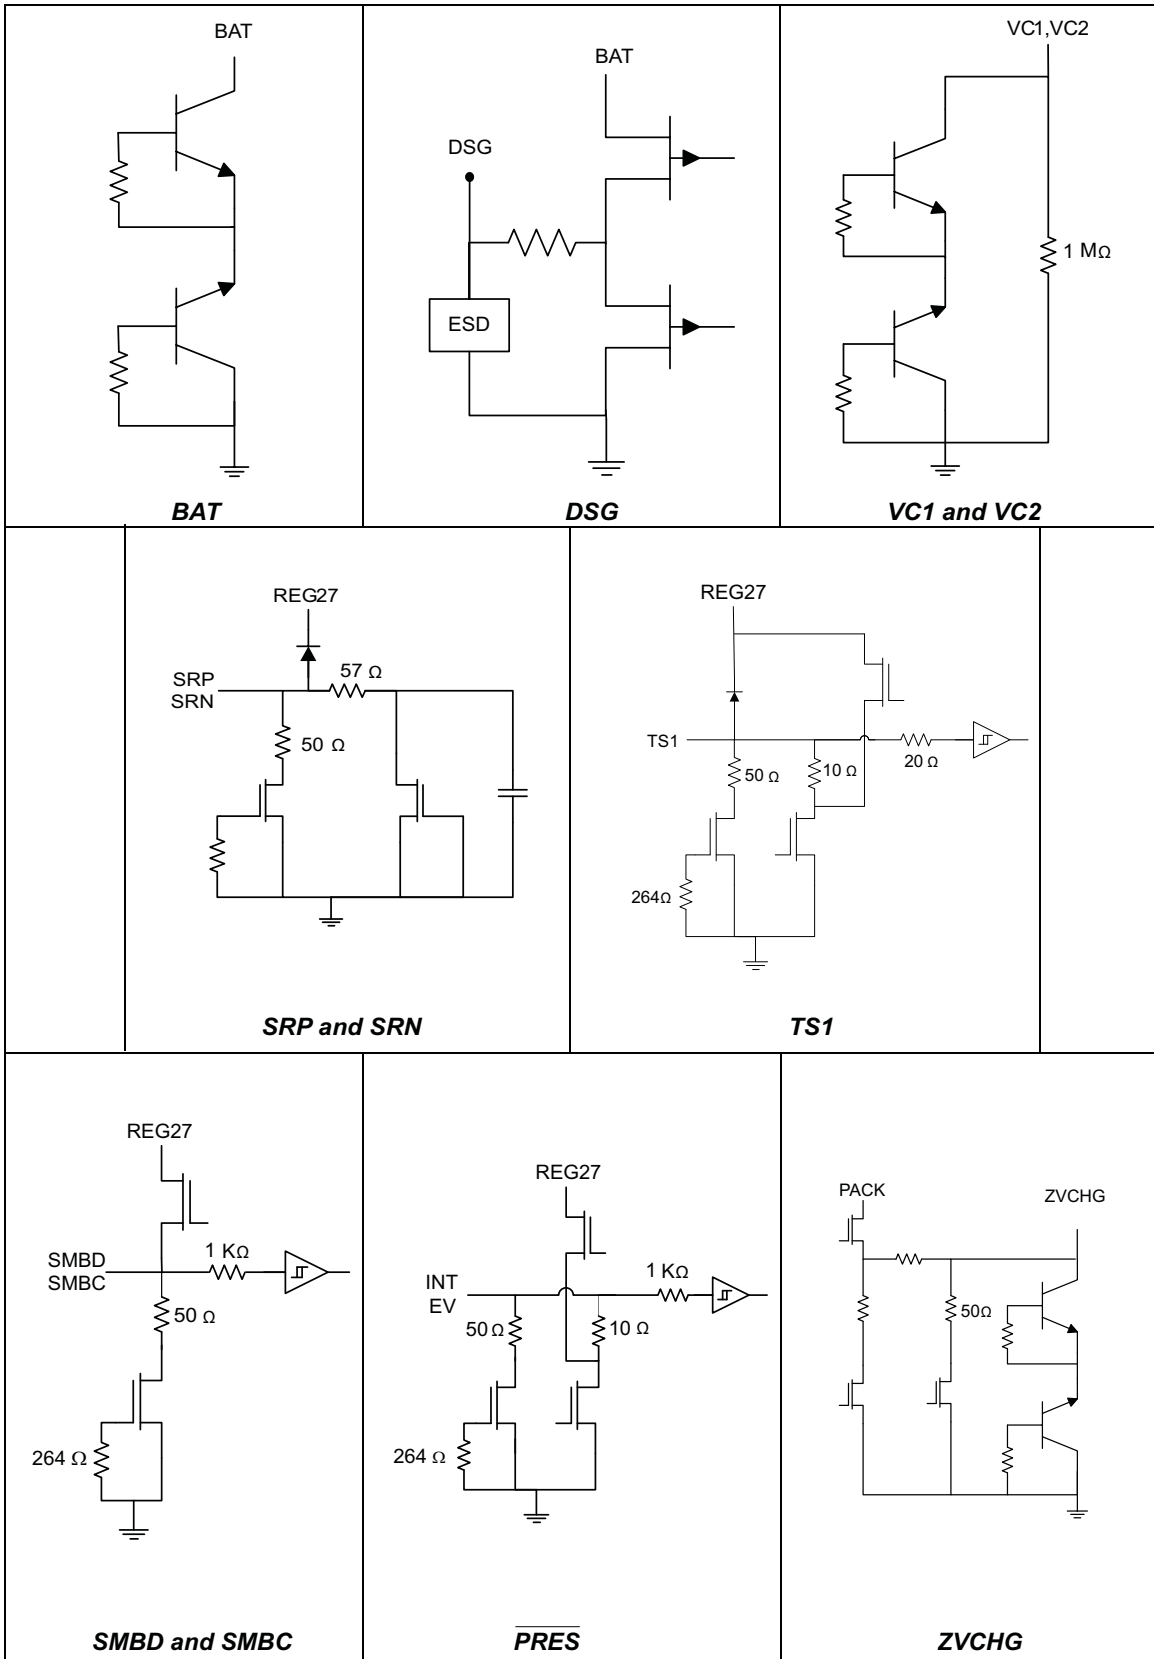 BAT
BAT
DSG
ESD
DSG
VC1,VC2
1 MΩ
VC1 and VC2
REG27
SRP
SRN
57 Ω
50 Ω
SRP and SRN
REG27
TS1
50 Ω
10 Ω
20 Ω
264Ω
TS1
REG27
SMBD
SMBC
1 KΩ
50 Ω
264 Ω
SMBD and SMBC
REG27
INT
EV
1 KΩ
50 Ω
10 Ω
264 Ω
PRES
PACK
ZVCHG
50Ω
ZVCHG
BAT